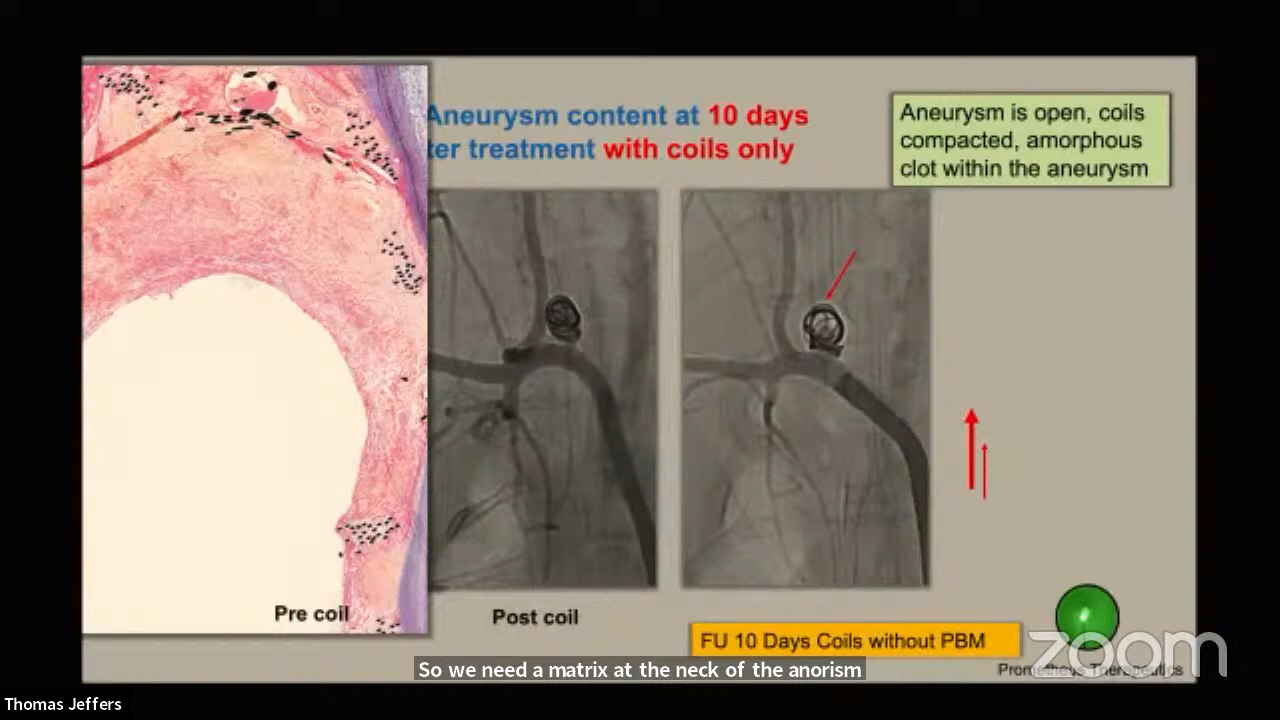 Aneurysm content at 10 days
ter treatment with coils only
Aneurysm is open, coils
compacted, amorphous
clot within the aneurysm
Pre coil
Post coil
FU 10 Days Coils without PBM
zoom
Prometheus Therapeutics
So we need a matrix at the neck of the anorism
Thomas Jeffers